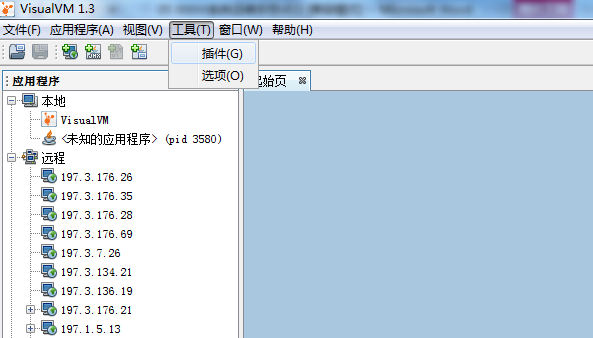 VisualVM 1.3
文件(F) 应用程序(A) 视图(V) 工具(T) 窗口(W) 帮助(H)
插件(G)
选项(O)
应用程序
起始页
本地
VisualVM
<未知的应用程序> (pid 3580)
远程
197.3.176.26
197.3.176.35
197.3.176.28
197.3.176.69
197.3.7.26
197.3.134.21
197.3.136.19
197.3.176.21
197.1.5.13